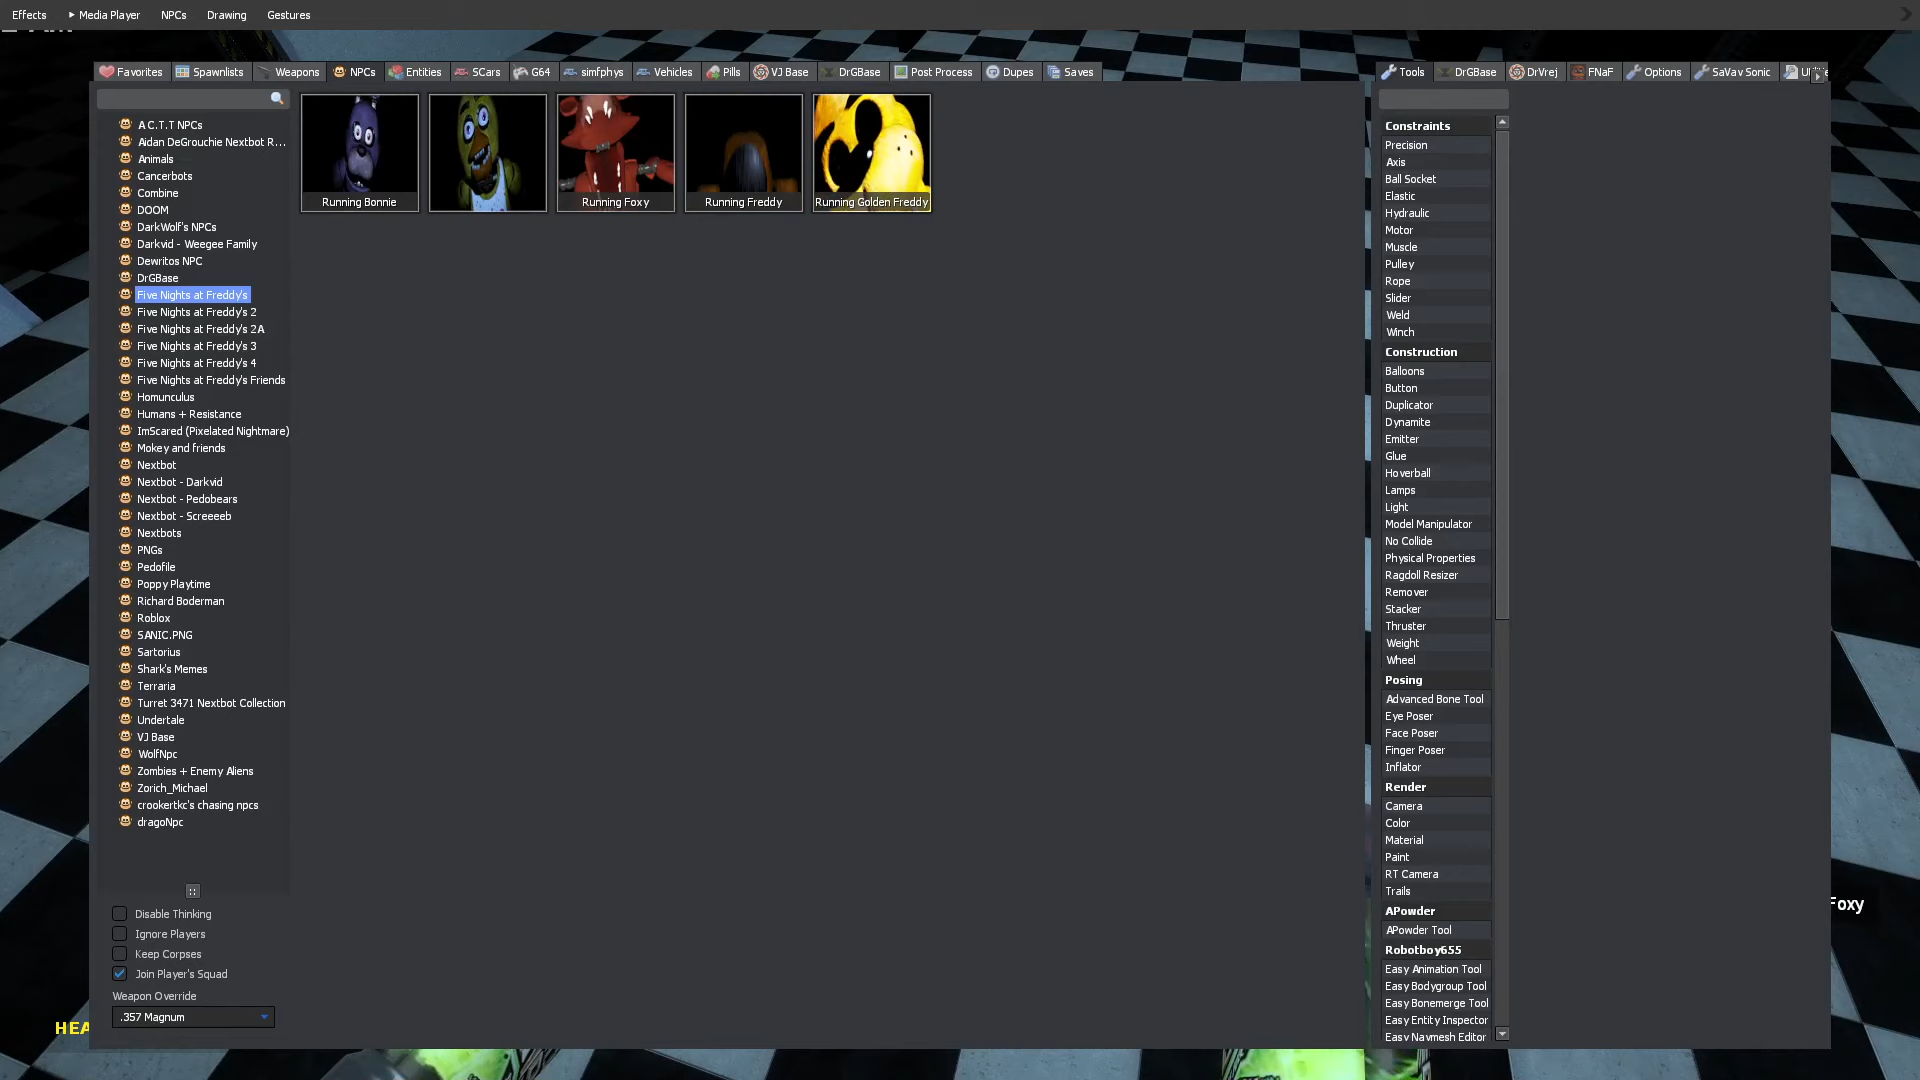 Effects
Media Player
NPCs
Drawing
Gestures
Favorites
Spawnlists
Weapons
NPCs
Entities
SCars
G64
simfphys
Vehicles
Pills
VJ Base
DrGBase
Post Process
Dupes
Saves
Tools
DrGBase
DrVrej
FNaF
Options
SaVav Sonic
A.C.T.T NPCs
Aidan DeGrouchie Nextbot R...
Animals
Cancerbots
Combine
DOOM
DarkWolf's NPCs
Darkvid - Weegee Family
Dewritos NPC
DrGBase
Five Nights at Freddy's
Five Nights at Freddy's 2
Five Nights at Freddy's 2A
Five Nights at Freddy's 3
Five Nights at Freddy's 4
Five Nights at Freddy's Friends
Homunculus
Humans + Resistance
ImScared (Pixelated Nightmare)
Mokey and friends
Nextbot
Nextbot - Darkvid
Nextbot - Pedobears
Nextbot - Screeeeb
Nextbots
PNGs
Pedofile
Poppy Playtime
Richard Boderman
Roblox
SANIC.PNG
Sartorius
Shark's Memes
Terraria
Turret 3471 Nextbot Collection
Undertale
VJ Base
WolfNpc
Zombies + Enemy Aliens
Zorich_Michael
crookertkc's chasing npcs
dragoNpc
Disable Thinking
Ignore Players
Keep Corpses
Join Player's Squad
Weapon Override
.357 Magnum
Running Bonnie
Running Foxy
Running Freddy
Running Golden Freddy
Constraints
Precision
Axis
Ball Socket
Elastic
Hydraulic
Motor
Muscle
Pulley
Rope
Slider
Weld
Winch
Construction
Balloons
Button
Duplicator
Dynamite
Emitter
Glue
Hoverball
Lamps
Light
Model Manipulator
No Collide
Physical Properties
Ragdoll Resizer
Remover
Stacker
Thruster
Weight
Wheel
Posing
Advanced Bone Tool
Eye Poser
Face Poser
Finger Poser
Inflator
Render
Camera
Color
Material
Paint
RT Camera
Trails
APowder
APowder Tool
Robotboy655
Easy Animation Tool
Easy Bodygroup Tool
Easy Bonemerge Tool
Easy Entity Inspector
Easy Navmesh Editor
Foxy
HEA